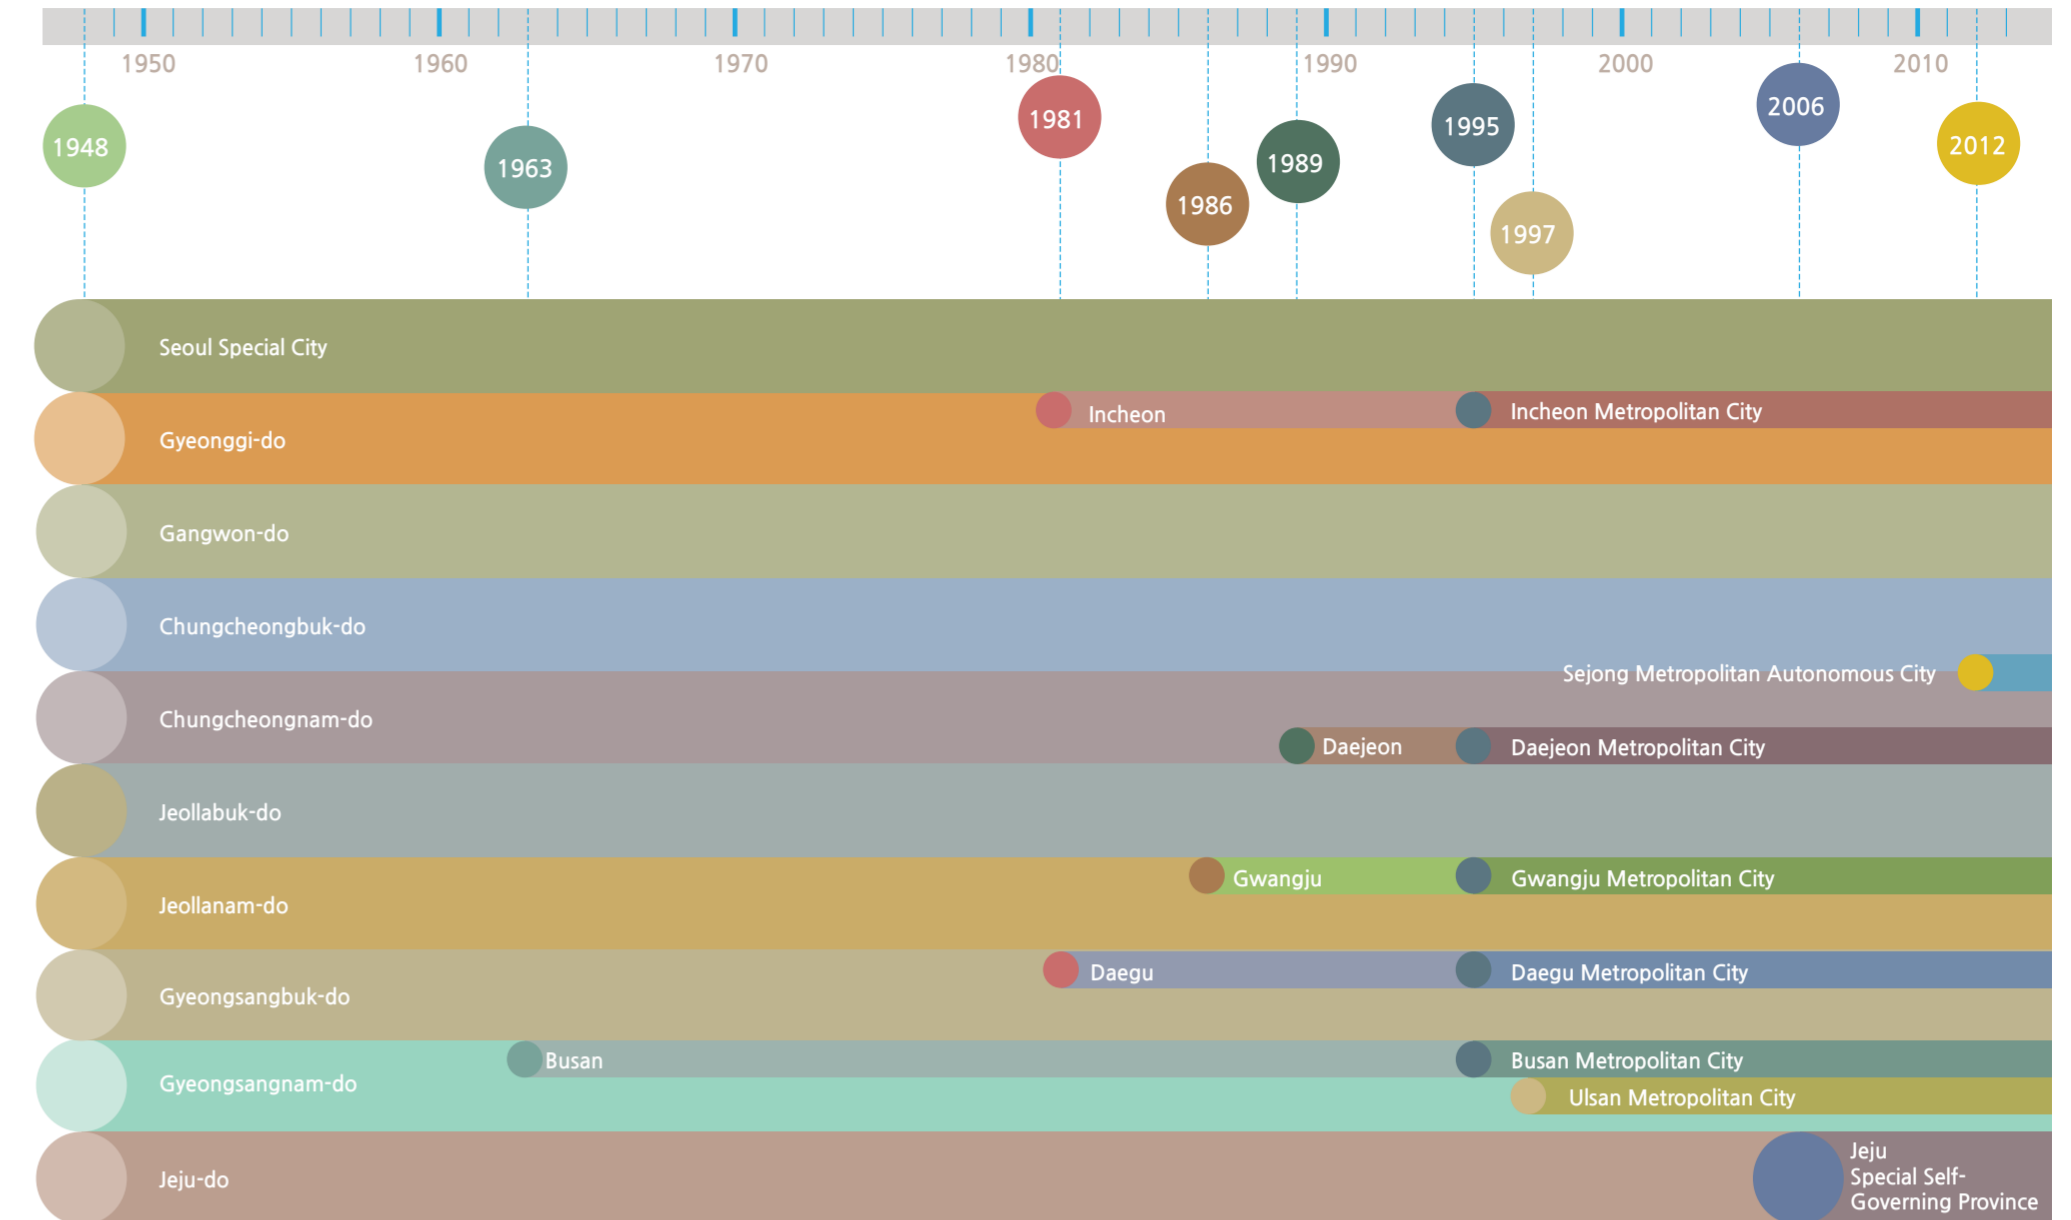 1950
1960
1970
1980
1990
2000
2010
1948
1963
1981
1986
1989
1995
1997
2006
2012
Seoul Special City
Gyeonggi-do
Incheon
Incheon Metropolitan City
Gangwon-do
Chungcheongbuk-do
Sejong Metropolitan Autonomous City
Chungcheongnam-do
Daejeon
Daejeon Metropolitan City
Jeollabuk-do
Jeollanam-do
Gwangju
Gwangju Metropolitan City
Gyeongsangbuk-do
Daegu
Daegu Metropolitan City
Gyeongsangnam-do
Busan
Busan Metropolitan City
Ulsan Metropolitan City
Jeju-do
Jeju
Special Self-
Governing Province